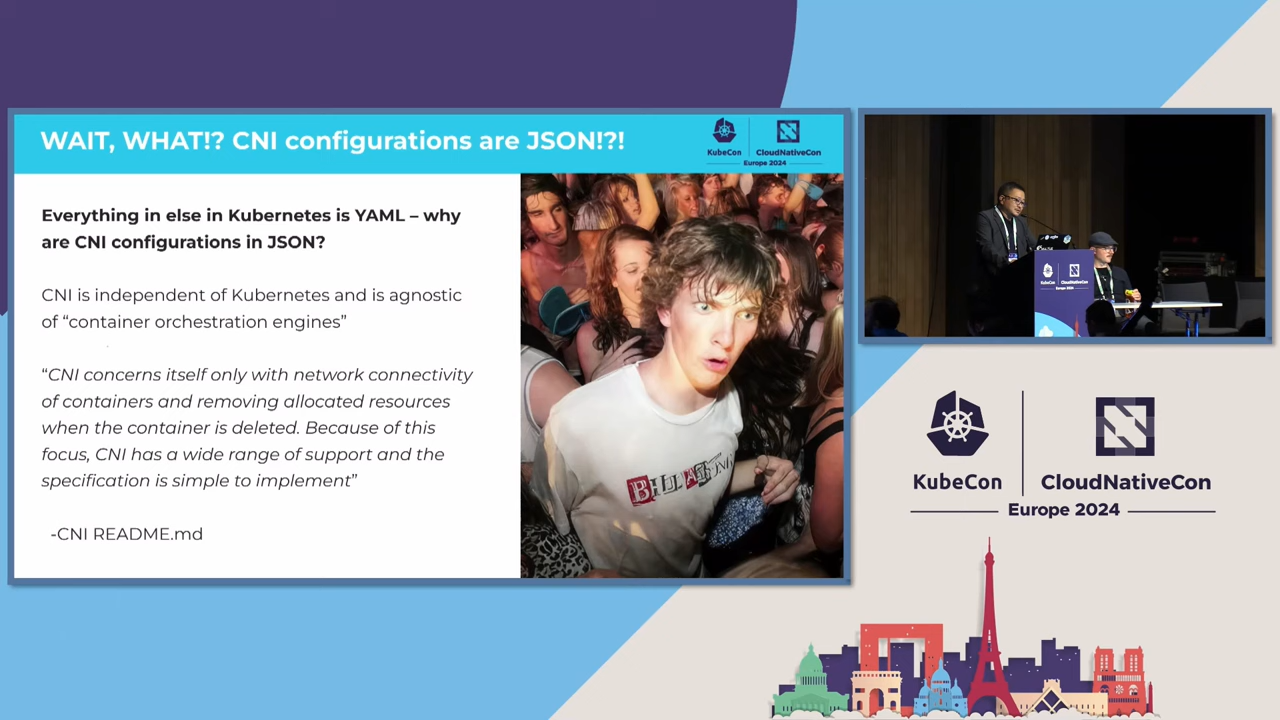 WAIT, WHAT!? CNI configurations are JSON!?!
KubeCon
CloudNativeCon
Europe 2024
Everything in else in Kubernetes is YAML – why
are CNI configurations in JSON?
CNI is independent of Kubernetes and is agnostic
of “container orchestration engines”
“CNI concerns itself only with network connectivity
of containers and removing allocated resources
when the container is deleted. Because of this
focus, CNI has a wide range of support and the
specification is simple to implement”
-CNI README.md
KubeCon
CloudNativeCon
Europe 2024